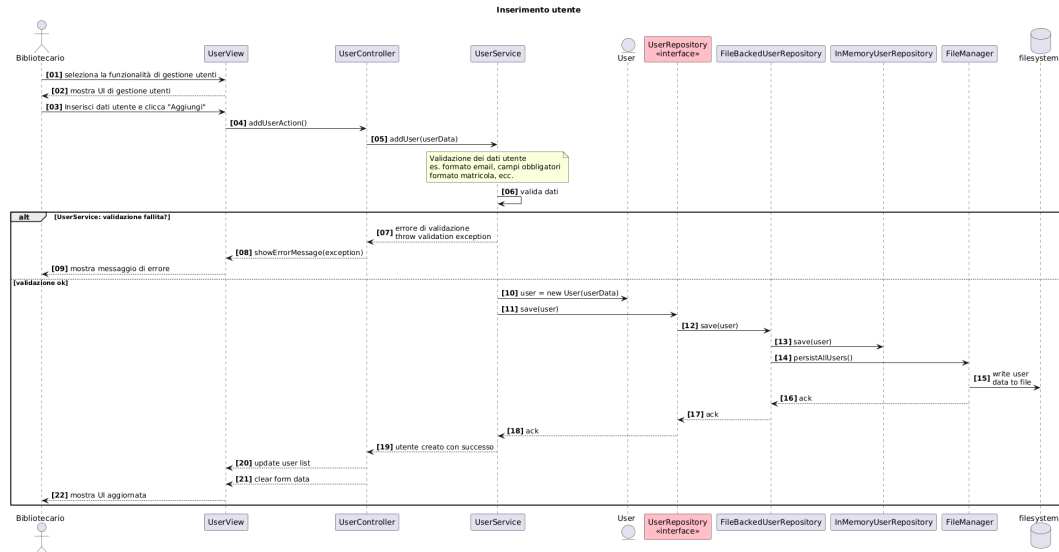 Inserimento utente
Bibliotecario
UserView
UserController
UserService
User
UserRepository
«interface»
FileBackedUserRepository
InMemoryUserRepository
FileManager
filesystem
[01] seleziona la funzionalità di gestione utenti
[02] mostra UI di gestione utenti
[03] Inserisci dati utente e clicca "Aggiungi"
[04] addUserAction()
[05] addUser(userData)
Validazione dei dati utente
es. formato email, campi obbligatori
formato matricola, ecc.
[06] valida dati
alt [UserService: validazione fallita?]
[07] errore di validazione
throw validation exception
[08] showErrorMessage(exception)
[09] mostra messaggio di errore
[validazione ok]
[10] user = new User(userData)
[11] save(user)
[12] save(user)
[13] save(user)
[14] persistAllUsers()
[15] write user
data to file
[16] ack
[17] ack
[18] ack
[19] utente creato con successo
[20] update user list
[21] clear form data
[22] mostra UI aggiornata
Bibliotecario
UserView
UserController
UserService
User
UserRepository
«interface»
FileBackedUserRepository
InMemoryUserRepository
FileManager
filesystem